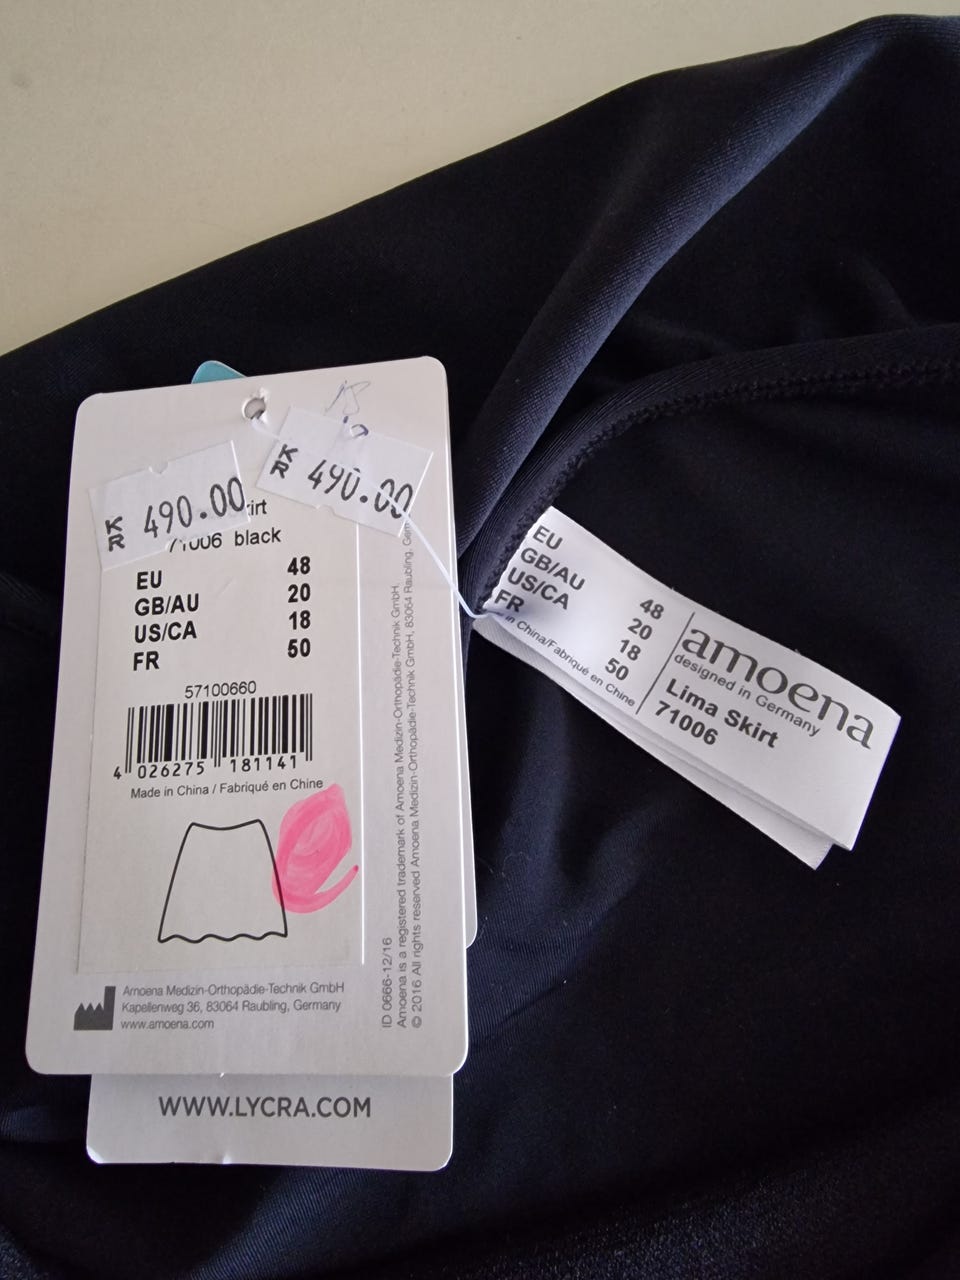 KR 490.00
KR 490.00
71006 black
EU 48
GB/AU 20
US/CA 18
FR 50
57100660
4 026275 181141
Made in China / Fabriqué en Chine
Amoena Medizin-Orthopädie-Technik GmbH
Kapellenweg 36, 83064 Raubling, Germany
www.amoena.com
ID 0666-12/16
Amoena is a registered trademark of Amoena Medizin-Orthopädie-Technik GmbH.
© 2016 All rights reserved Amoena Medizin-Orthopädie-Technik GmbH, 83064 Raubling,
WWW.LYCRA.COM
EU 48
GB/AU 20
US/CA 18
FR 50
in China/Fabriqué en Chine
amoena
designed in Germany
Lima Skirt
71006